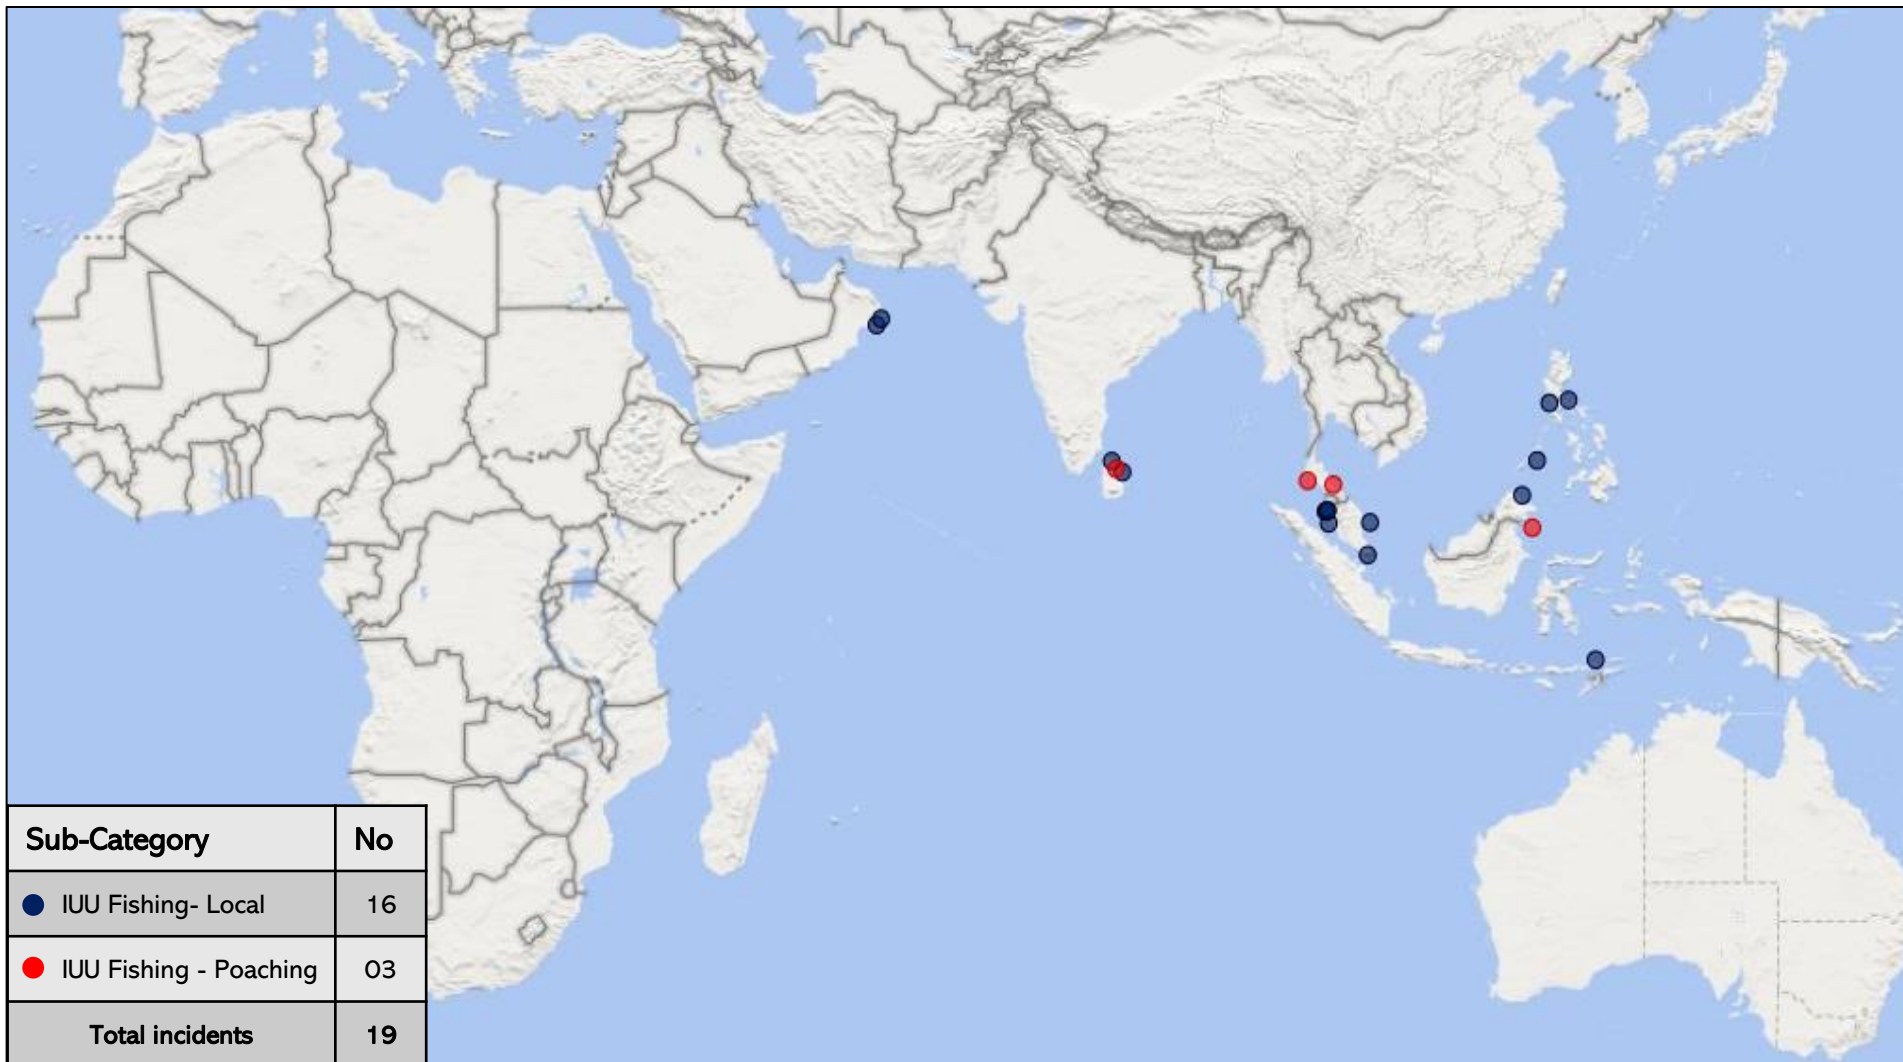 Sub-Category No
IUU Fishing- Local 16
IUU Fishing - Poaching 03
Total incidents 19